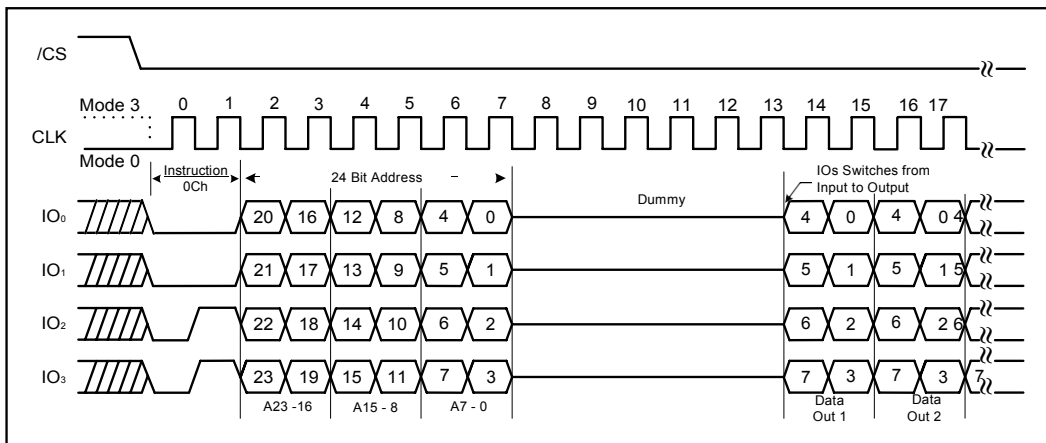 /CS
Mode 3 0 1 2 3 4 5 6 7 8 9 10 11 12 13 14 15 16 17
CLK
Mode 0
Instruction
0Ch
24 Bit Address
Dummy
IOs Switches from
Input to Output
IO0 20 16 12 8 4 0 4 0 4 0 4
IO1 21 17 13 9 5 1 5 1 5 1 5
IO2 22 18 14 10 6 2 6 2 6 2 6
IO3 23 19 15 11 7 3 7 3 7 3 7
A23 -16 A15 - 8 A7 - 0
Data
Out 1
Data
Out 2